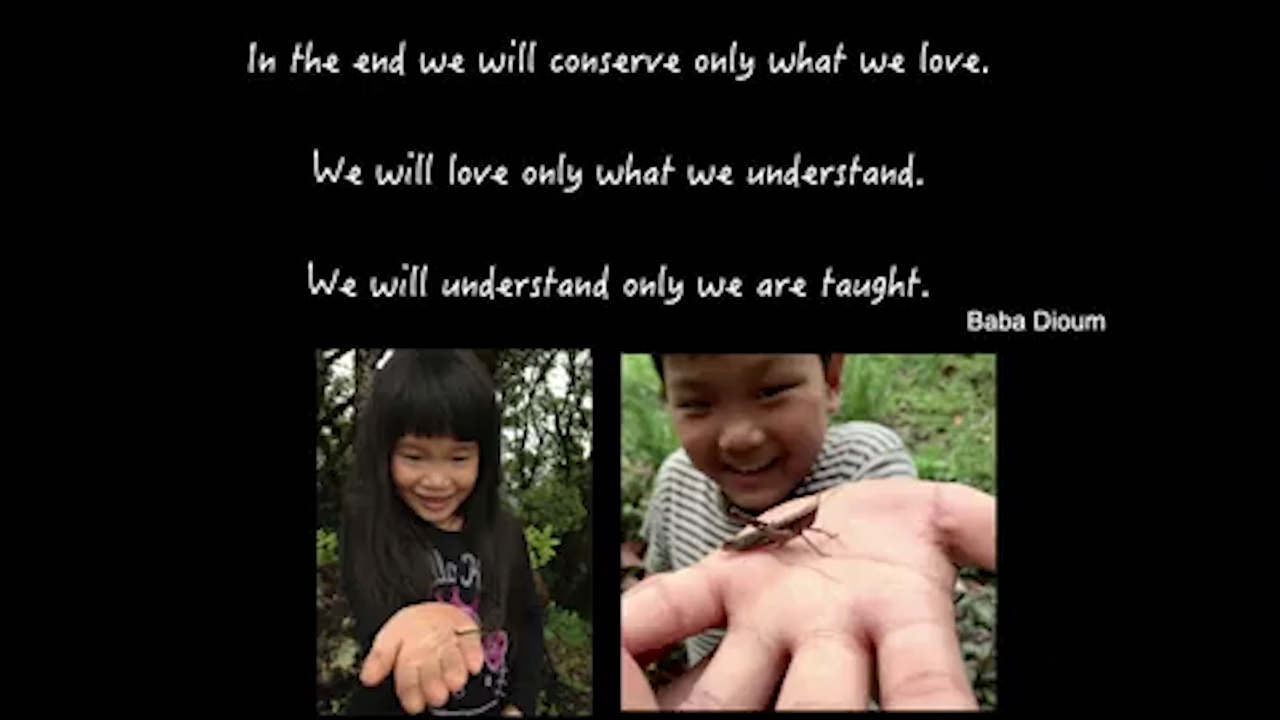 In the end we will conserve only what we love.
We will love only what we understand.
We will understand only we are taught.
Baba Dioum